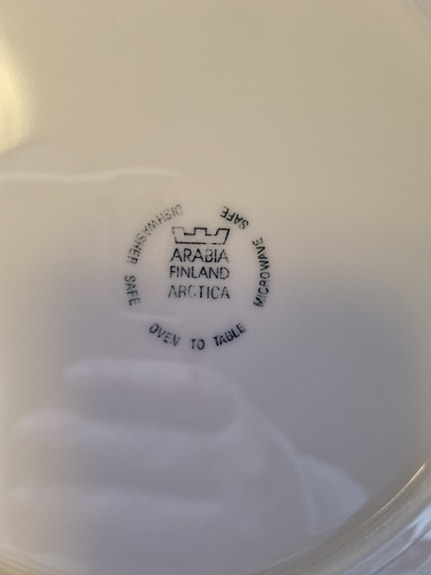 ARABIA
FINLAND
ARCTICA
DISHWASHER SAFE
OVEN TO TABLE
MICROWAVE SAFE